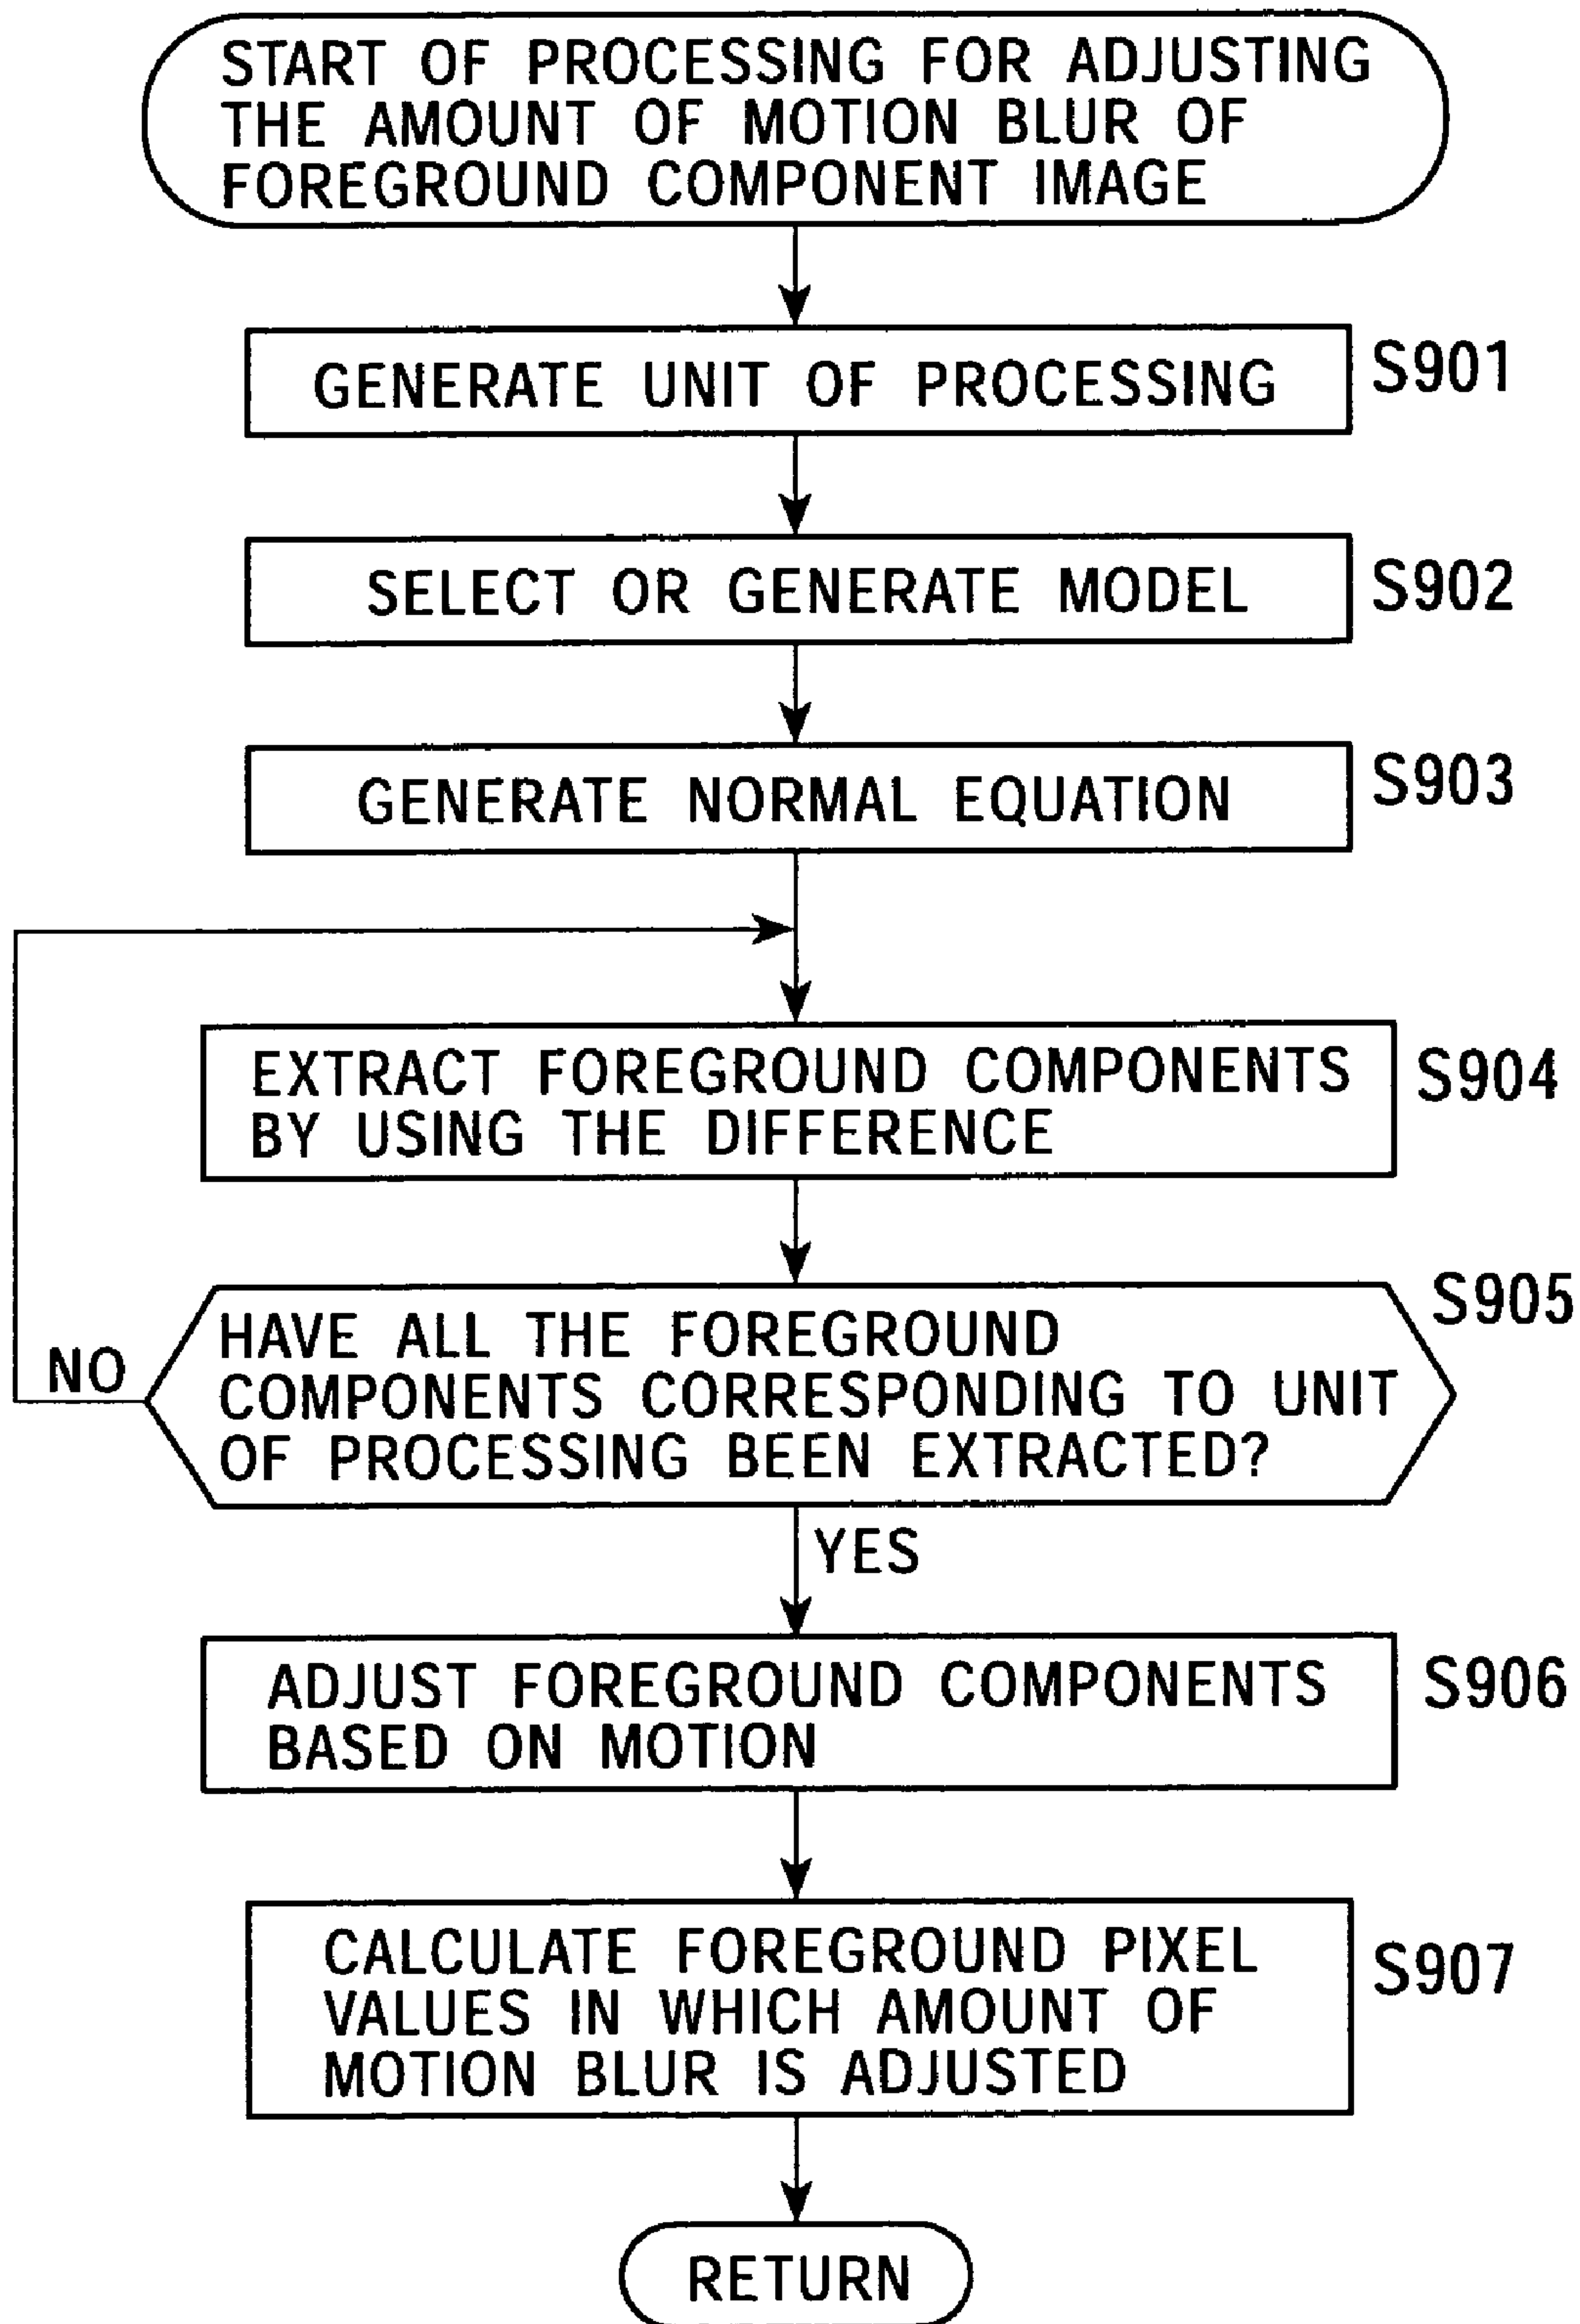 START OF PROCESSING FOR ADJUSTING
THE AMOUNT OF MOTION BLUR OF
FOREGROUND COMPONENT IMAGE
GENERATE UNIT OF PROCESSING
S901
SELECT OR GENERATE MODEL
S902
GENERATE NORMAL EQUATION
S903
EXTRACT FOREGROUND COMPONENTS
BY USING THE DIFFERENCE
S904
HAVE ALL THE FOREGROUND
COMPONENTS CORRESPONDING TO UNIT
OF PROCESSING BEEN EXTRACTED?
S905
NO
YES
ADJUST FOREGROUND COMPONENTS
BASED ON MOTION
S906
CALCULATE FOREGROUND PIXEL
VALUES IN WHICH AMOUNT OF
MOTION BLUR IS ADJUSTED
S907
RETURN